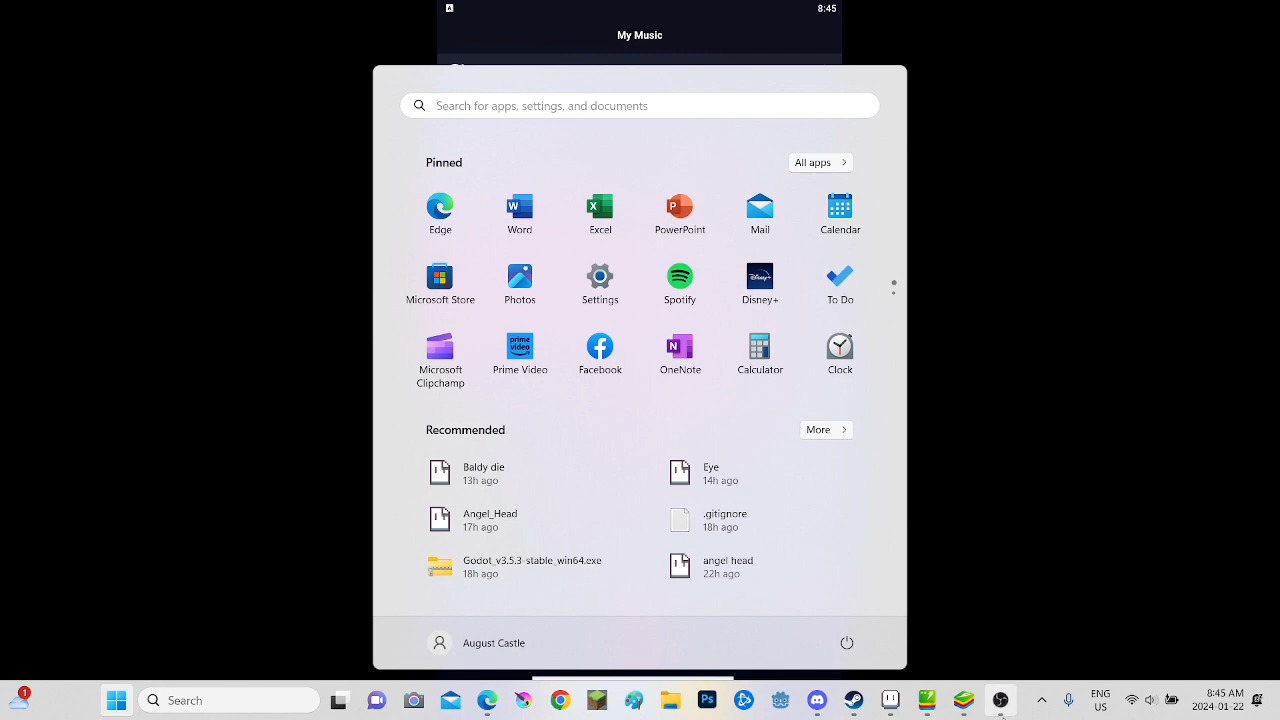 A
8:45
My Music
Search for apps, settings, and documents
Pinned
All apps
Edge
Word
Excel
PowerPoint
Mail
Calendar
Microsoft Store
Photos
Settings
Spotify
Disney+
To Do
Microsoft
Clipchamp
Prime Video
Facebook
OneNote
Calculator
Clock
Recommended
More
Baldy die
13h ago
Eye
14h ago
Angel_Head
17h ago
.gitignore
18h ago
Godot_v3.5.3-stable_win64.exe
18h ago
angel head
22h ago
August Castle
1
Search
Ps
ENG
US
8:45 AM
2024-01-22